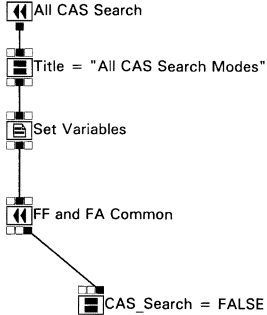 All CAS Search
Title = "All CAS Search Modes"
Set Variables
FF and FA Common
CAS_Search = FALSE